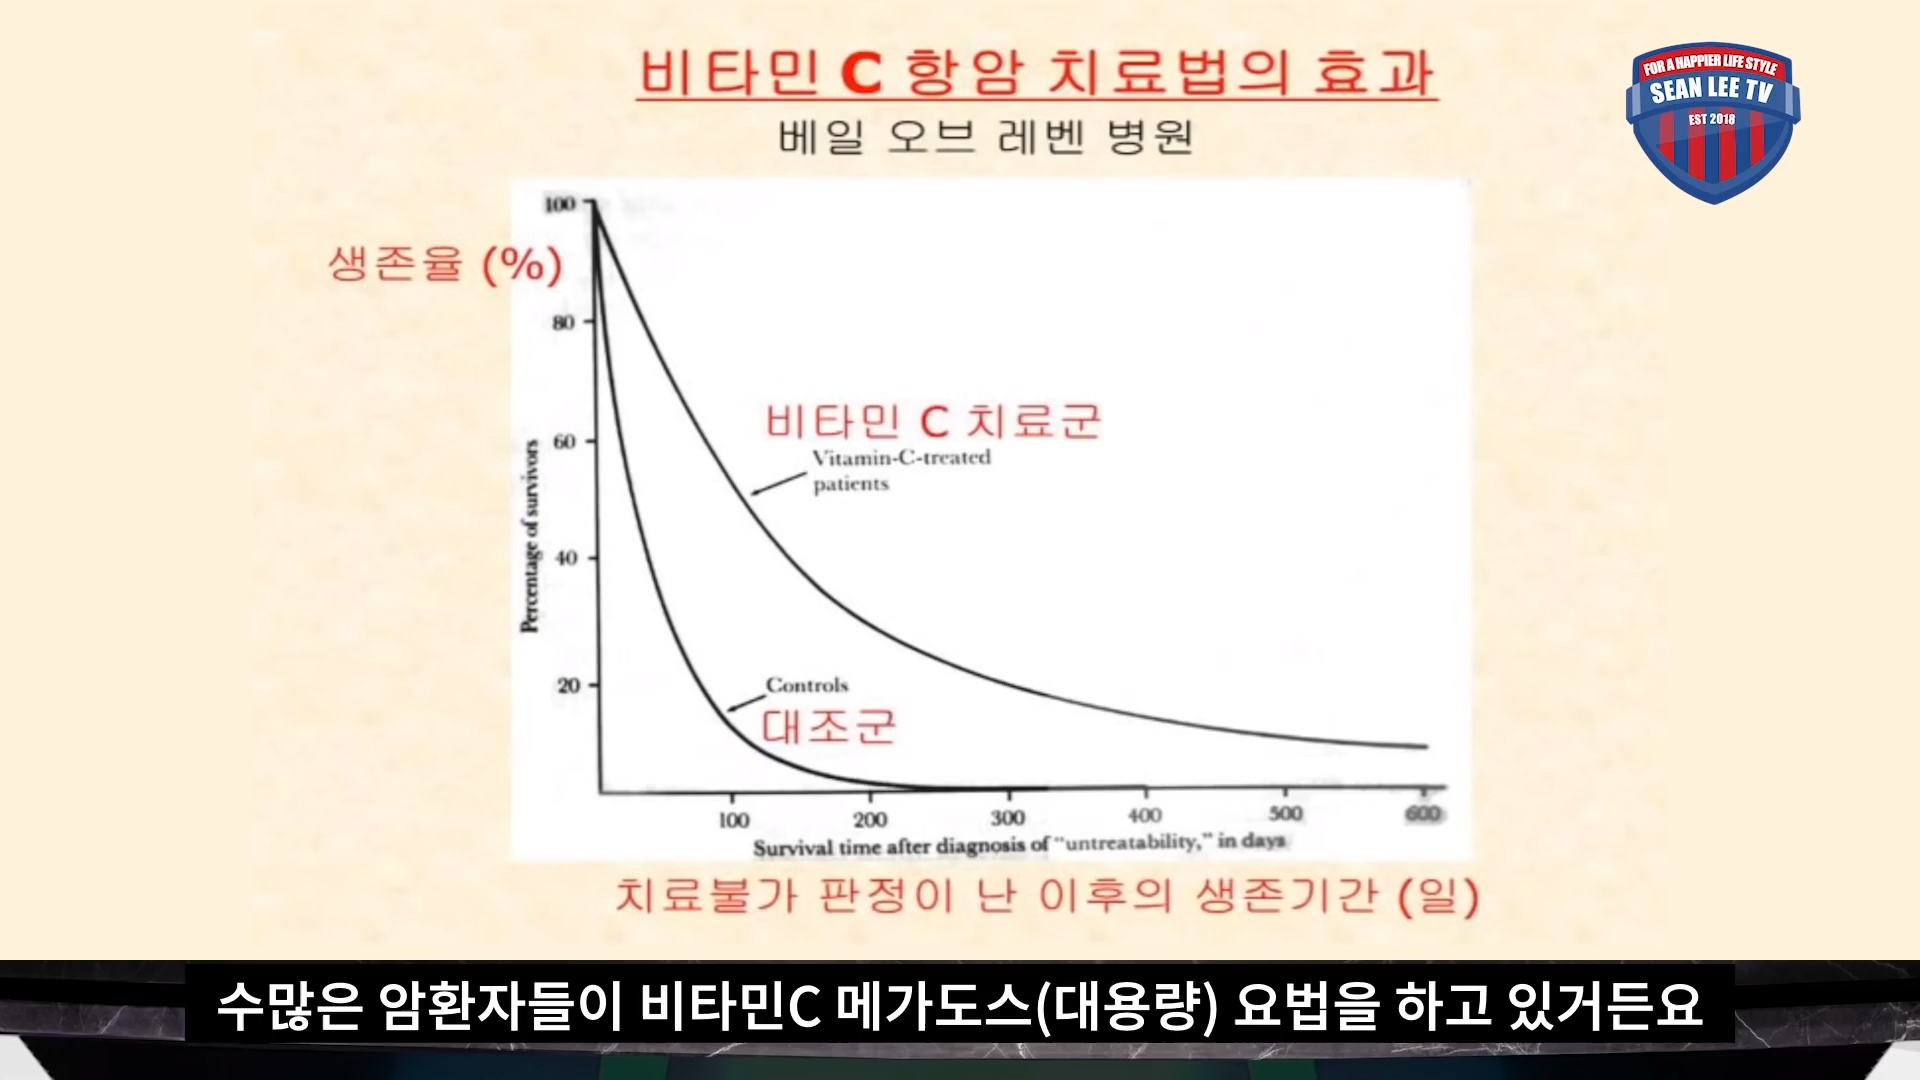 비타민 C 항암 치료법의 효과
베일 오브 레벤 병원
FOR A HAPPIER LIFE STYLE
SEAN LEE TV
EST 2018
생존율 (%)
100
80
60
40
20
Percentage of survivors
비타민 C 치료군
Vitamin-C-treated
patients
Controls
대조군
100 200 300 400 500 600
Survival time after diagnosis of "untreatability," in days
치료불가 판정이 난 이후의 생존기간 (일)
수많은 암환자들이 비타민C 메가도스(대용량) 요법을 하고 있거든요